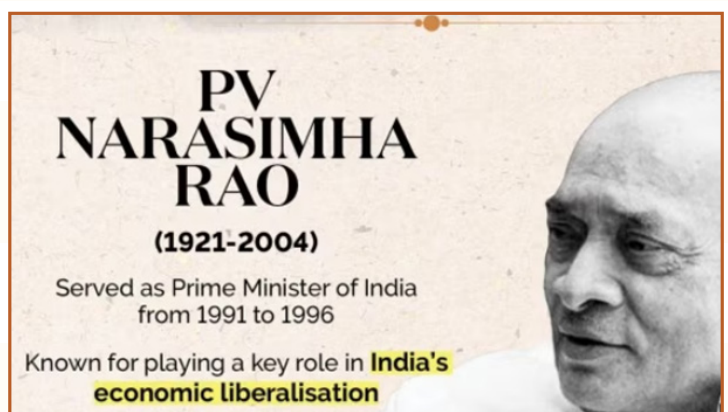 PV
NARASIMHA
RAO
(1921-2004)
Served as Prime Minister of India
from 1991 to 1996
Known for playing a key role in India's
economic liberalisation